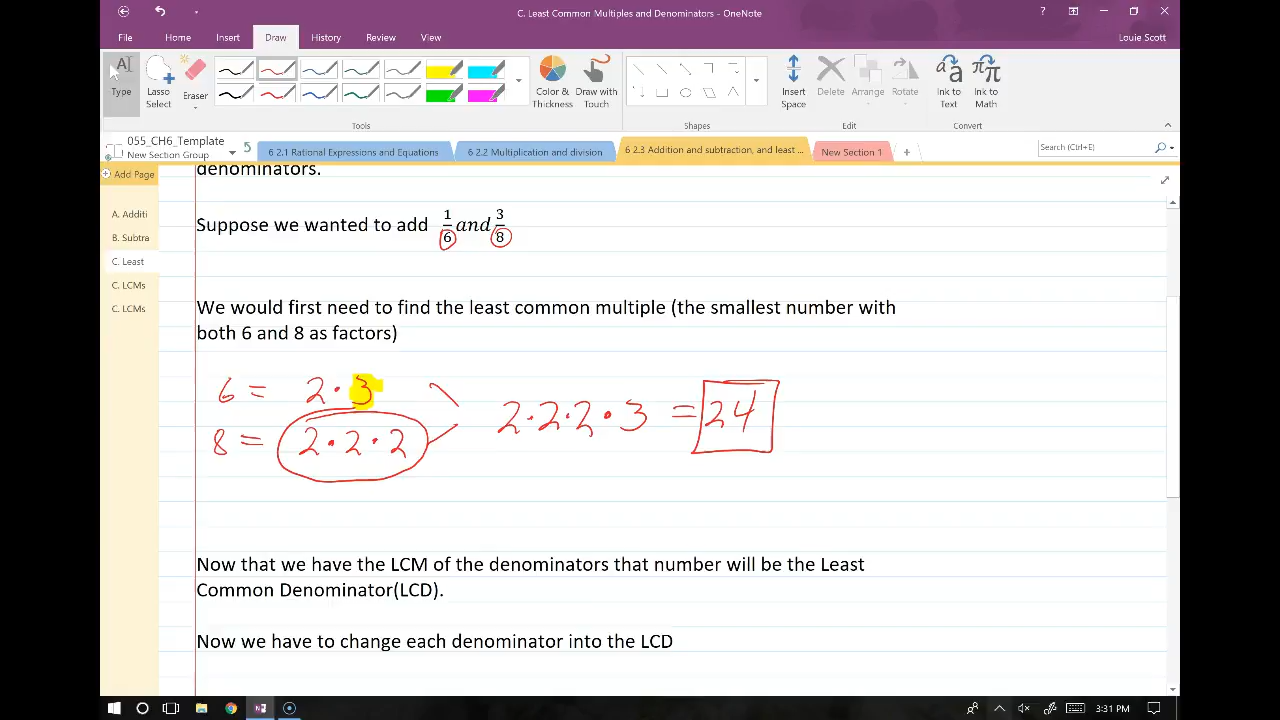 C. Least Common Multiples and Denominators - OneNote
?
File Home Insert Draw History Review View
Louie Scott
Type
Lasso Select
Eraser
Color & Thickness
Draw with Touch
Insert Space
Delete
Arrange
Rotate
Ink to Text
Ink to Math
Tools Shapes Edit Convert
055_CH6_Template
New Section Group
6 2.1 Rational Expressions and Equations
6 2.2 Multiplication and division
6 2.3 Addition and subtraction, and least ...
New Section 1
+
Search (Ctrl+E)
Add Page
A. Additi
B. Subtra
C. Least
C. LCMs
C. LCMs
denominators.
Suppose we wanted to add 1/6 and 3/8
We would first need to find the least common multiple (the smallest number with
both 6 and 8 as factors)
6 = 2 · 3
8 = 2 · 2 · 2
2 · 2 · 2 · 3 = 24
Now that we have the LCM of the denominators that number will be the Least
Common Denominator(LCD).
Now we have to change each denominator into the LCD
3:31 PM